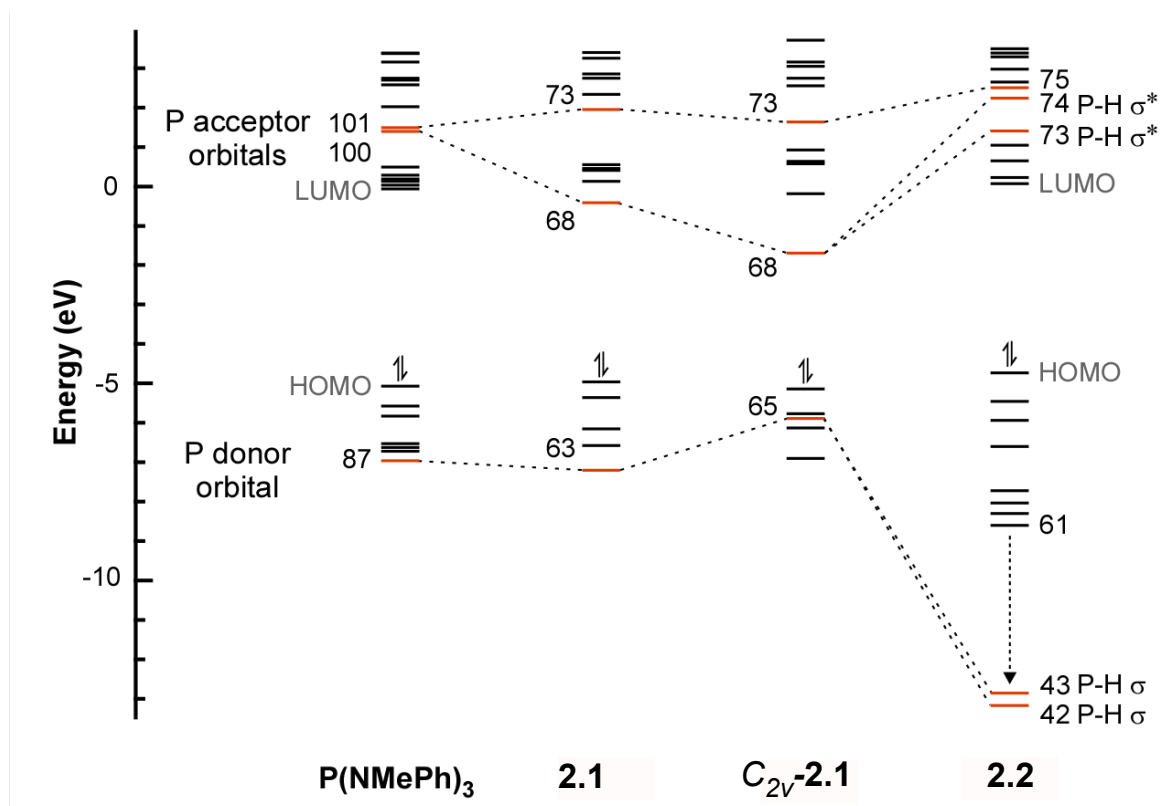 Energy (eV)
0
-5
-10
P acceptor
orbitals
P donor
orbital
101
100
LUMO
HOMO
87
P(NMePh)3
73
68
63
2.1
73
68
65
C2v-2.1
75
74 P-H σ*
73 P-H σ*
LUMO
HOMO
61
43 P-H σ
42 P-H σ
2.2